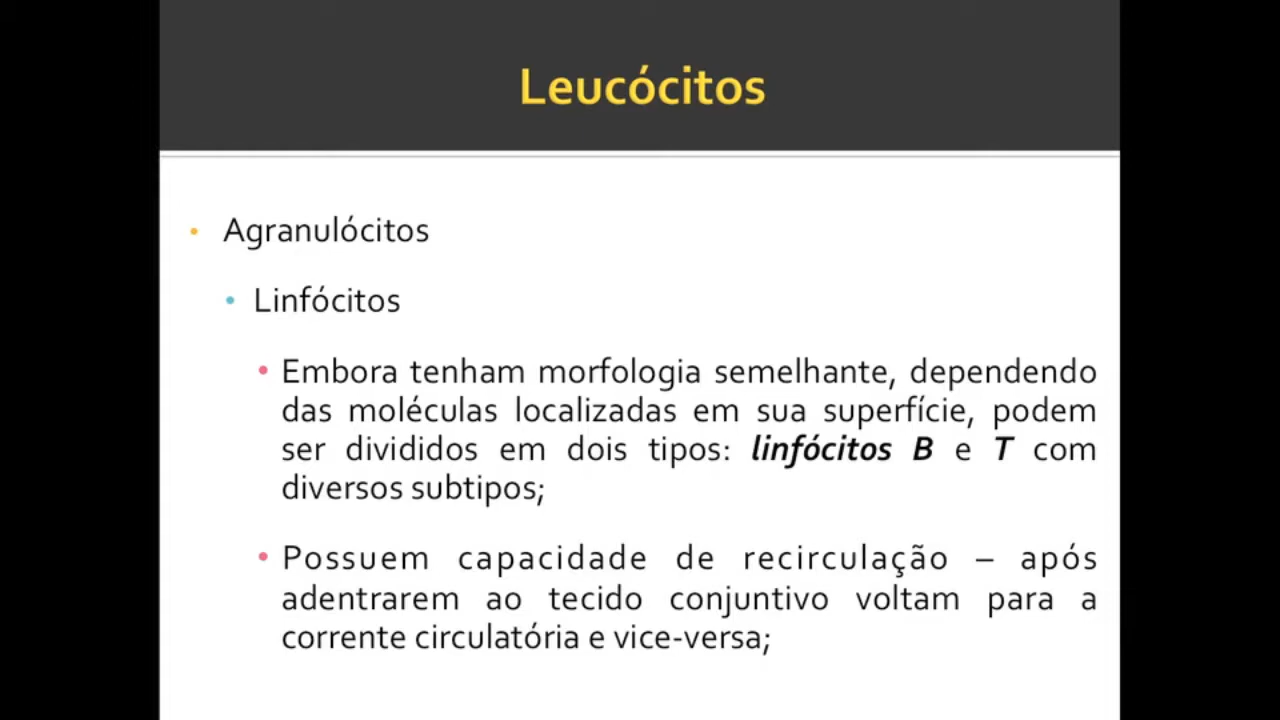 Leucócitos
• Agranulócitos
• Linfócitos
• Embora tenham morfologia semelhante, dependendo
das moléculas localizadas em sua superfície, podem
ser divididos em dois tipos: linfócitos B e T com
diversos subtipos;
• Possuem capacidade de recirculação – após
adentrarem ao tecido conjuntivo voltam para a
corrente circulatória e vice-versa;